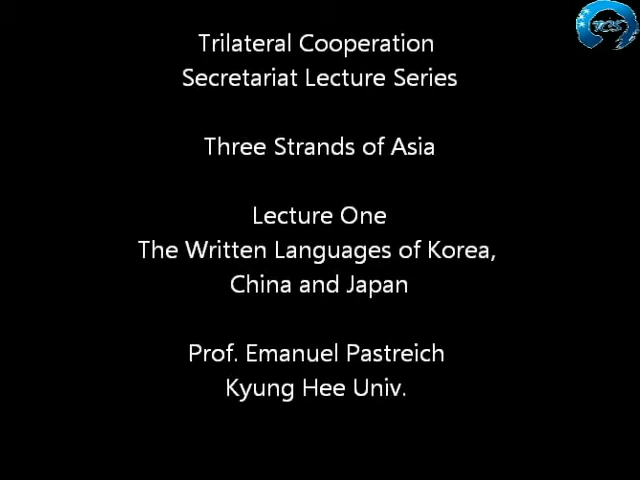 TCS
Trilateral Cooperation
Secretariat Lecture Series
Three Strands of Asia
Lecture One
The Written Languages of Korea,
China and Japan
Prof. Emanuel Pastreich
Kyung Hee Univ.